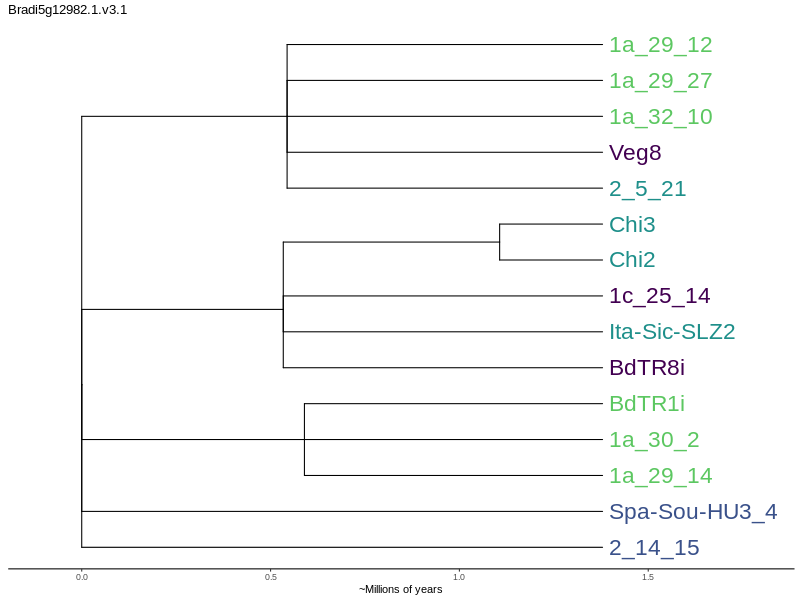 Bradi5g12982.1.v3.1
1a_29_12
1a_29_27
1a_32_10
Veg8
2_5_21
Chi3
Chi2
1c_25_14
Ita-Sic-SLZ2
BdTR8i
BdTR1i
1a_30_2
1a_29_14
Spa-Sou-HU3_4
2_14_15
0.0 0.5 1.0 1.5
~Millions of years